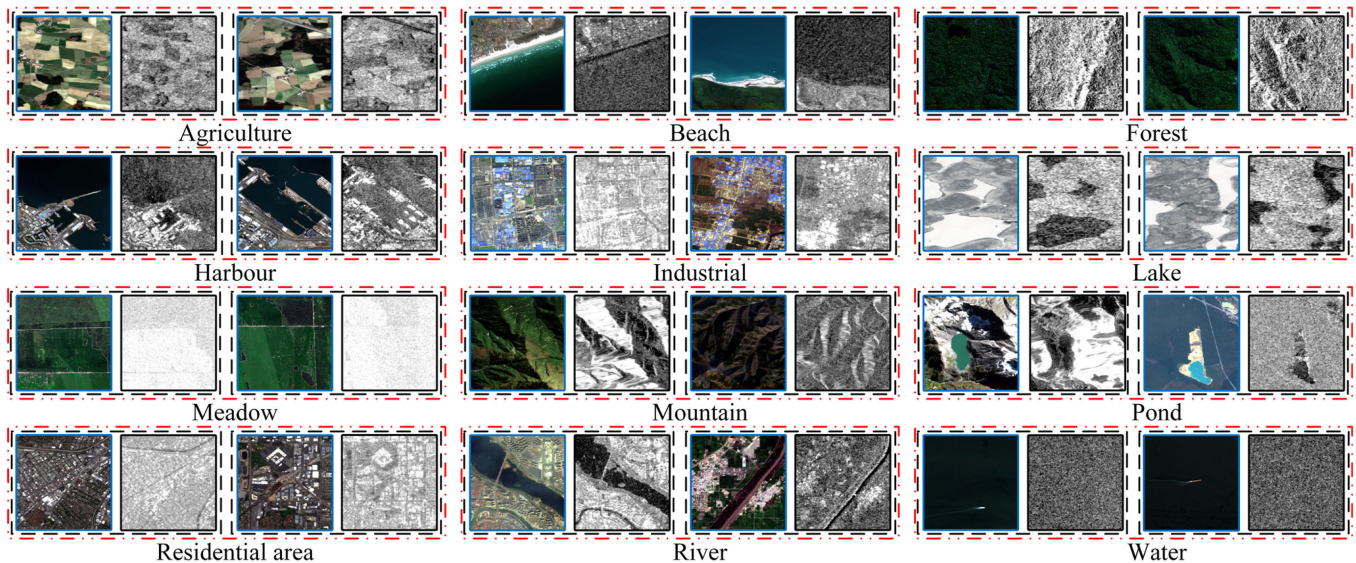 Agriculture
Beach
Forest
Harbour
Industrial
Lake
Meadow
Mountain
Pond
Residential area
River
Water